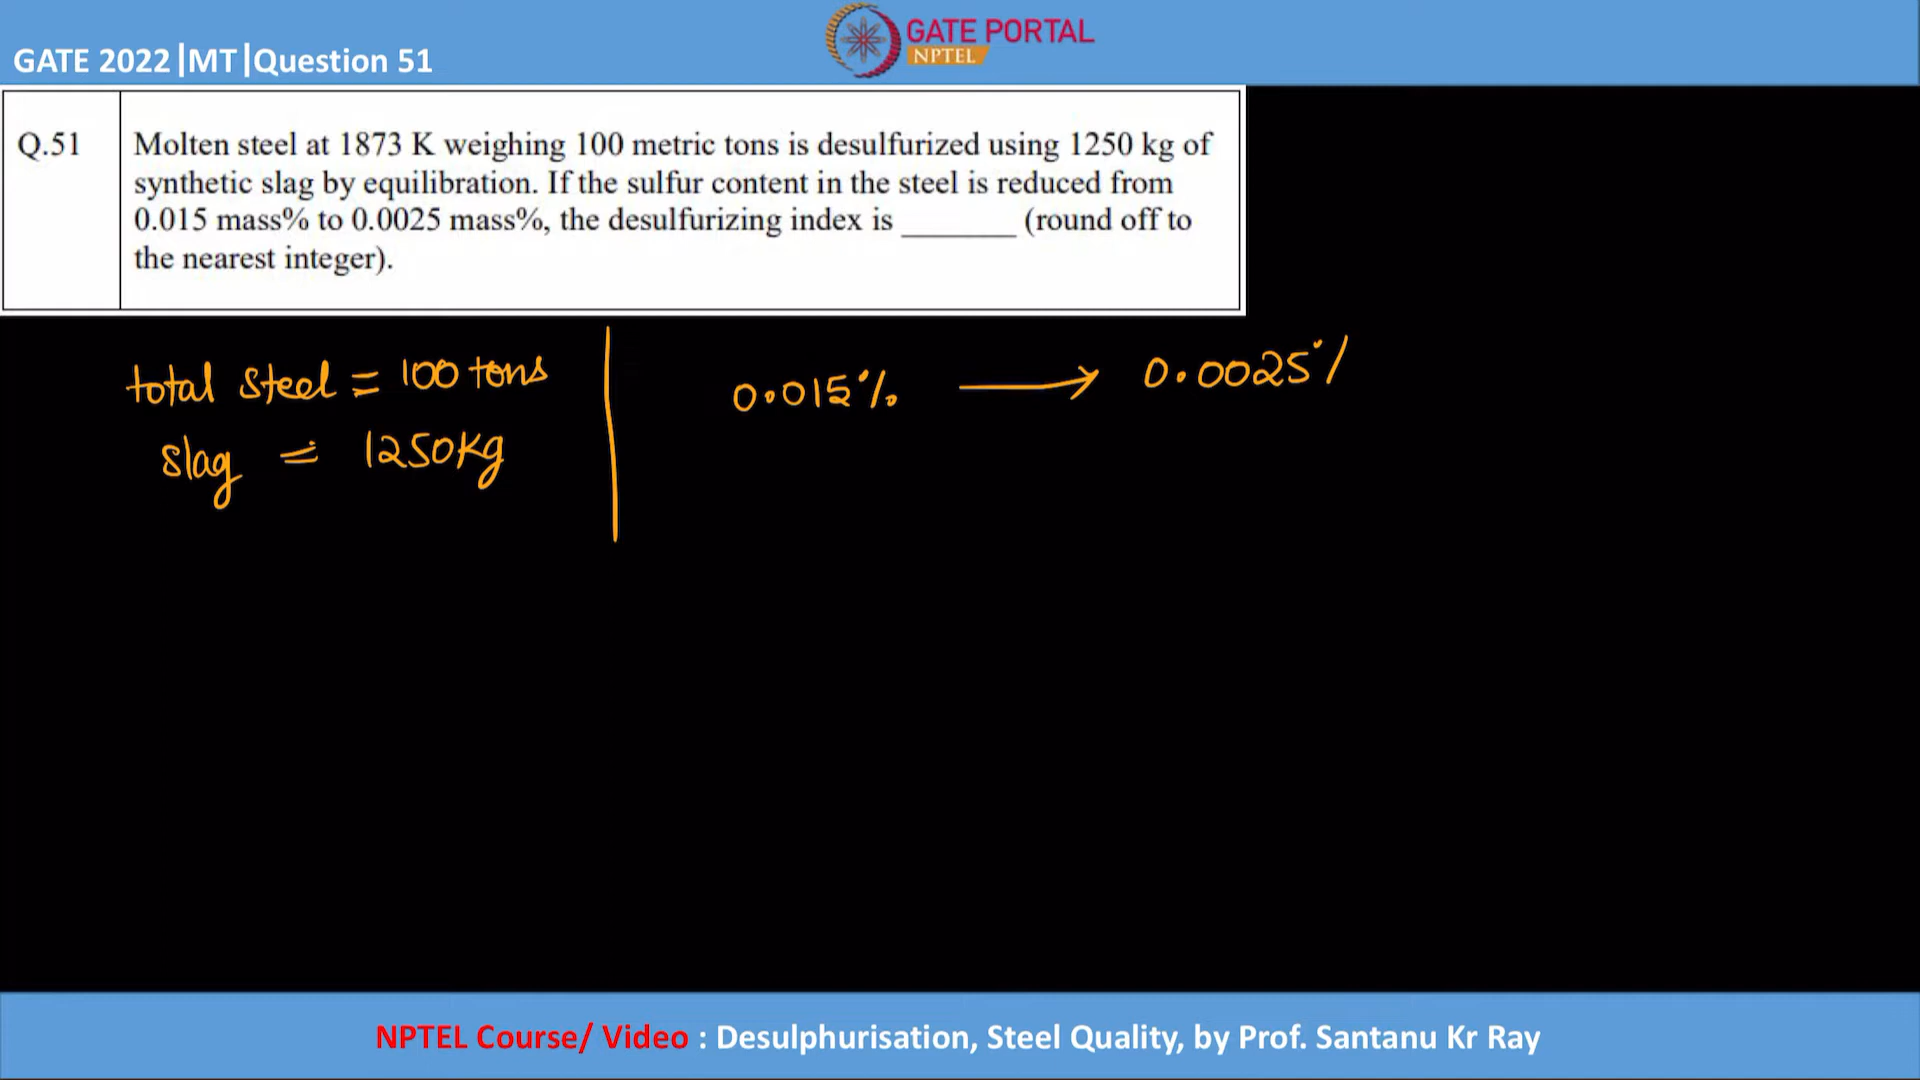 GATE PORTAL
NPTEL
GATE 2022|MT|Question 51
Q.51
Molten steel at 1873 K weighing 100 metric tons is desulfurized using 1250 kg of
synthetic slag by equilibration. If the sulfur content in the steel is reduced from
0.015 mass% to 0.0025 mass%, the desulfurizing index is _______ (round off to
the nearest integer).
total steel = 100 tons
slag = 1250kg
0.015% → 0.0025%
NPTEL Course/ Video : Desulphurisation, Steel Quality, by Prof. Santanu Kr Ray